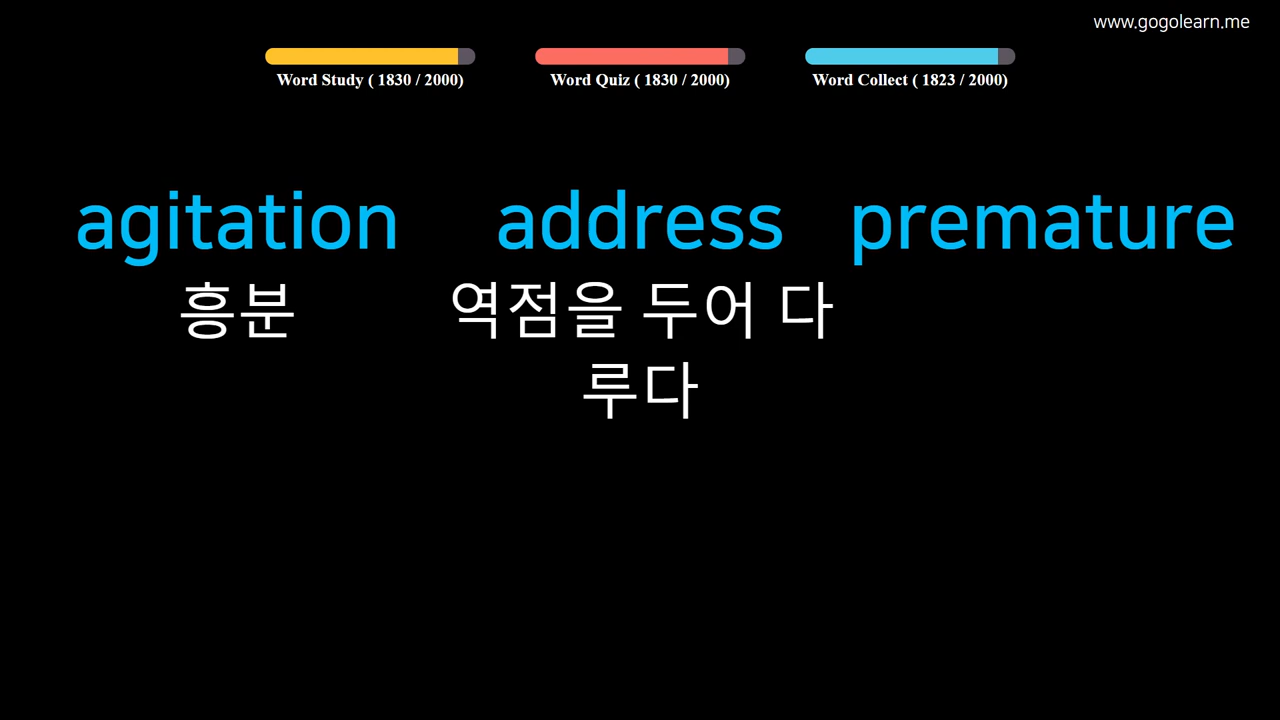 www.gogolearn.me
Word Study ( 1830 / 2000)
Word Quiz ( 1830 / 2000)
Word Collect ( 1823 / 2000)
agitation
흥분
address
역점을 두어 다
루다
premature